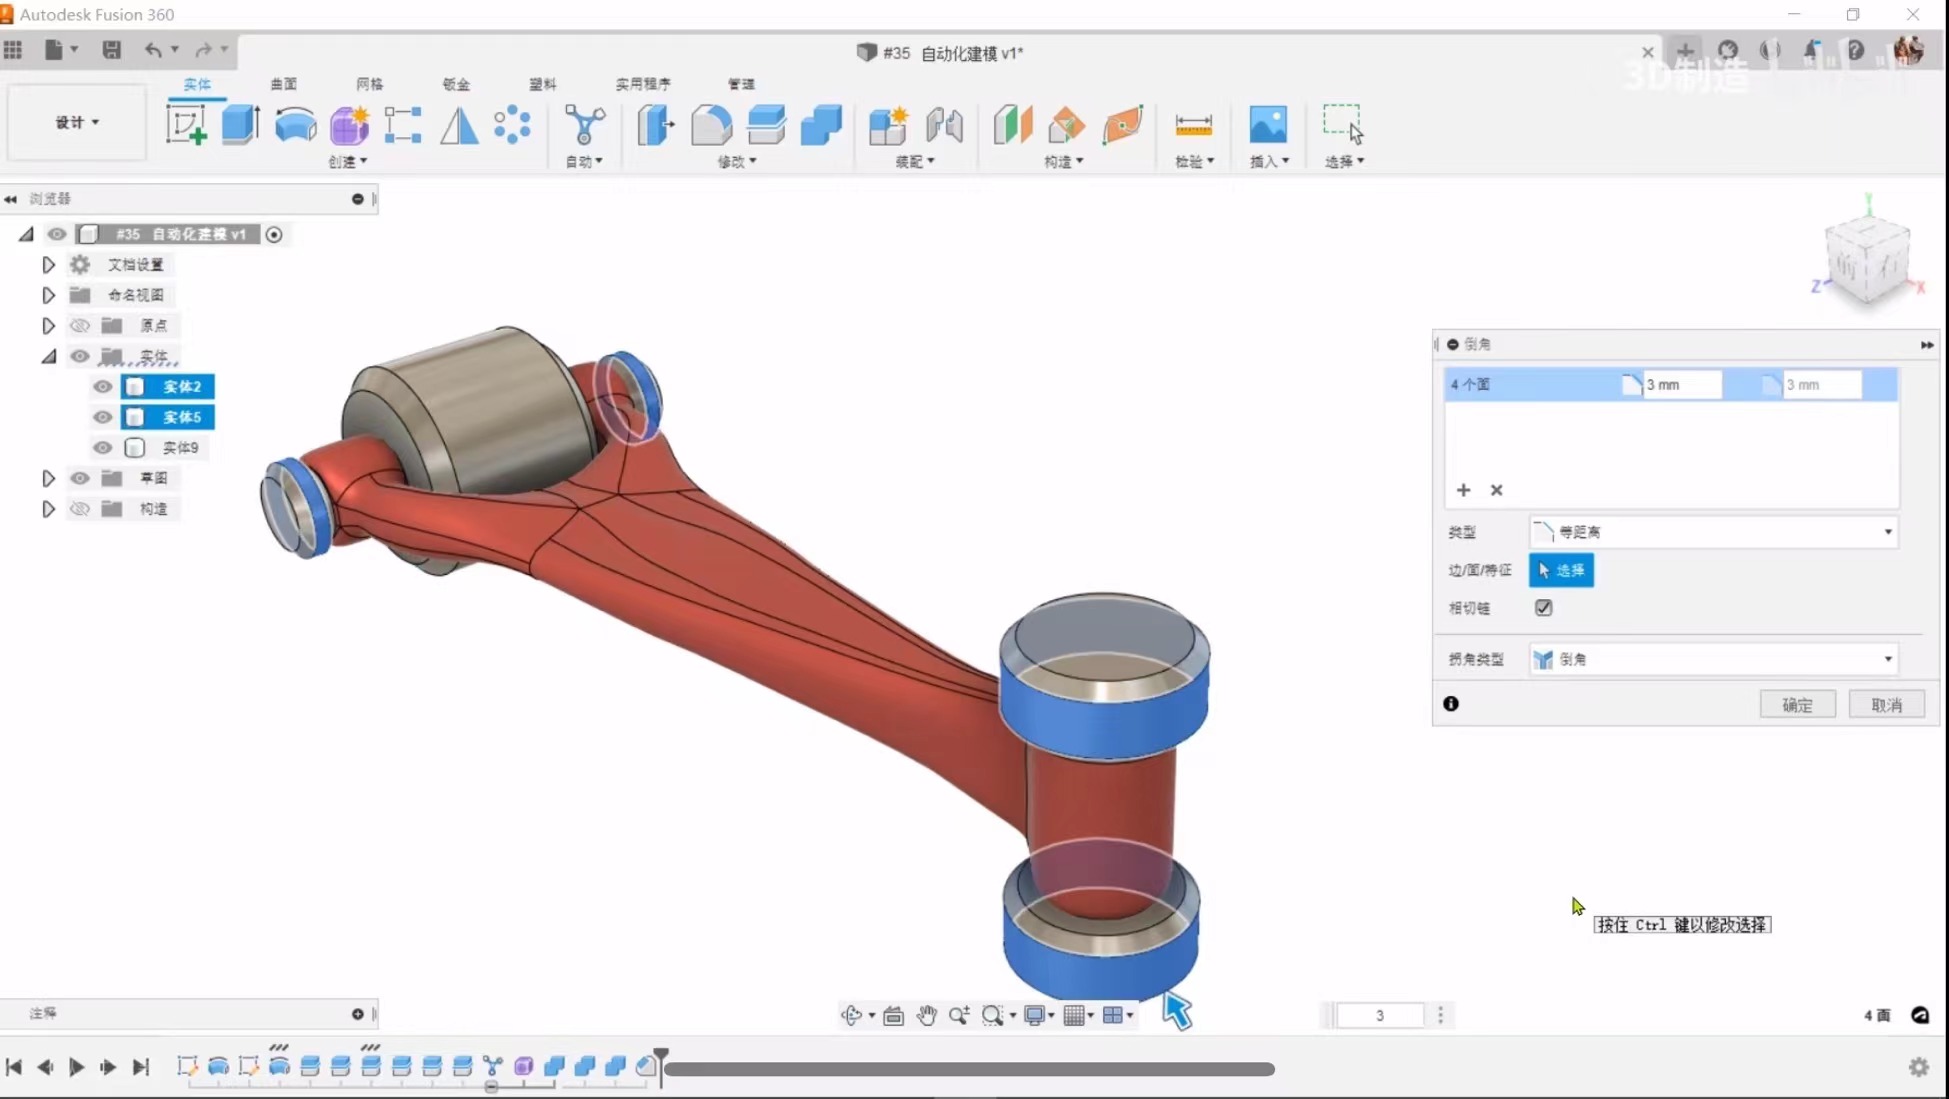 Autodesk Fusion 360
#35 自动化建模 v1*
3D制造
实体 曲面 网格 钣金 塑料 实用程序 管理
设计
创建 自动 修改 装配 构造 检验 插入 选择
浏览器
#35 自动化建模 v1
文档设置
命名视图
原点
实体
实体2
实体5
实体9
草图
构造
Y
Z
X
倒角
4 个面 3 mm 3 mm
类型 等距离
边/面/特征 选择
相切链
拐角类型 倒角
确定 取消
按住 Ctrl 键以修改选择
注释
3
4 面